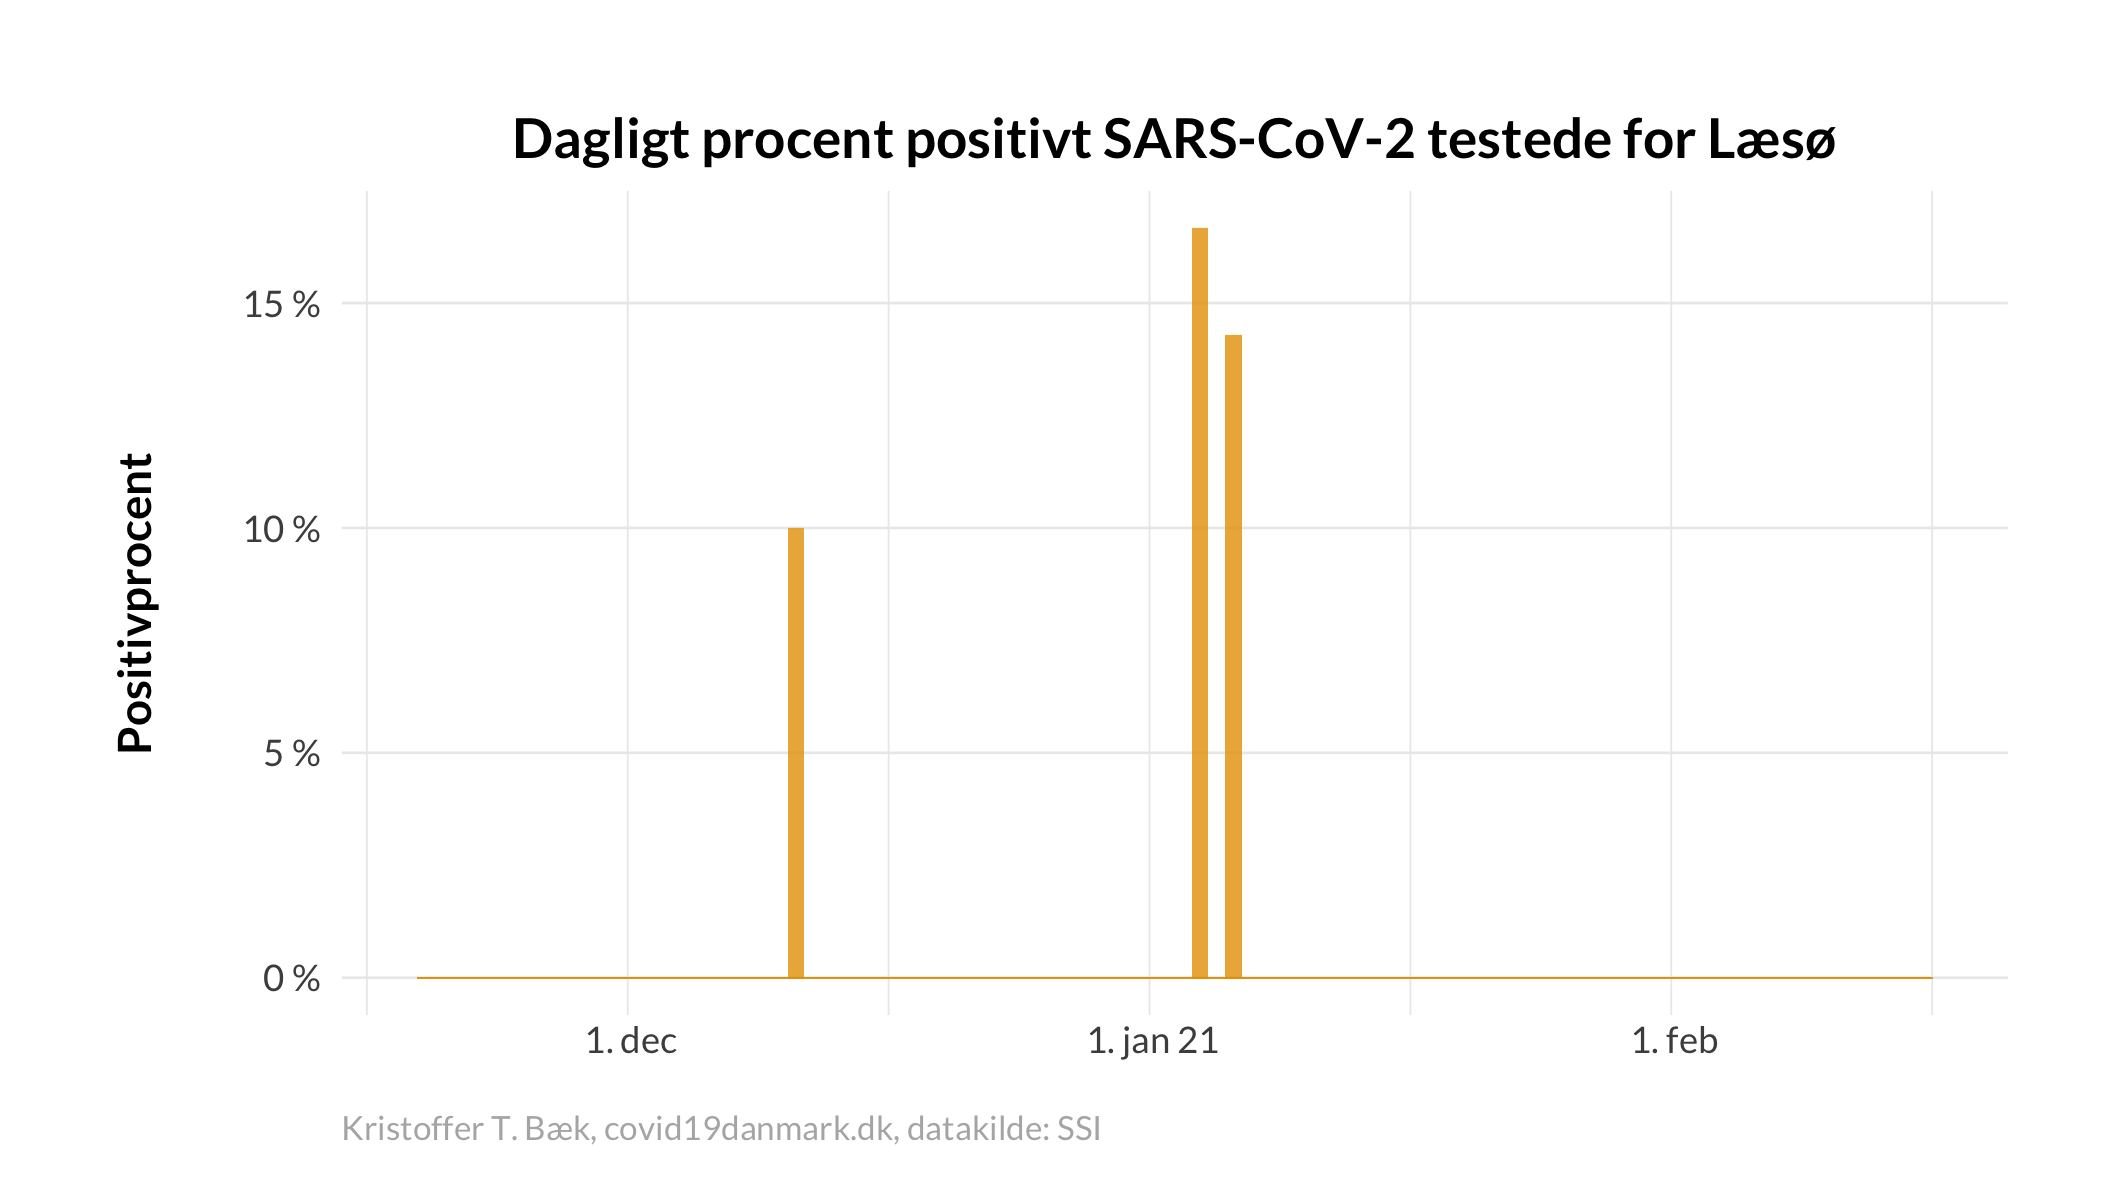 Dagligt procent positivt SARS-CoV-2 testede for Læsø
Positivprocent
15 %
10 %
5 %
0 %
1. dec
1. jan 21
1. feb
Kristoffer T. Bæk, covid19danmark.dk, datakilde: SSI